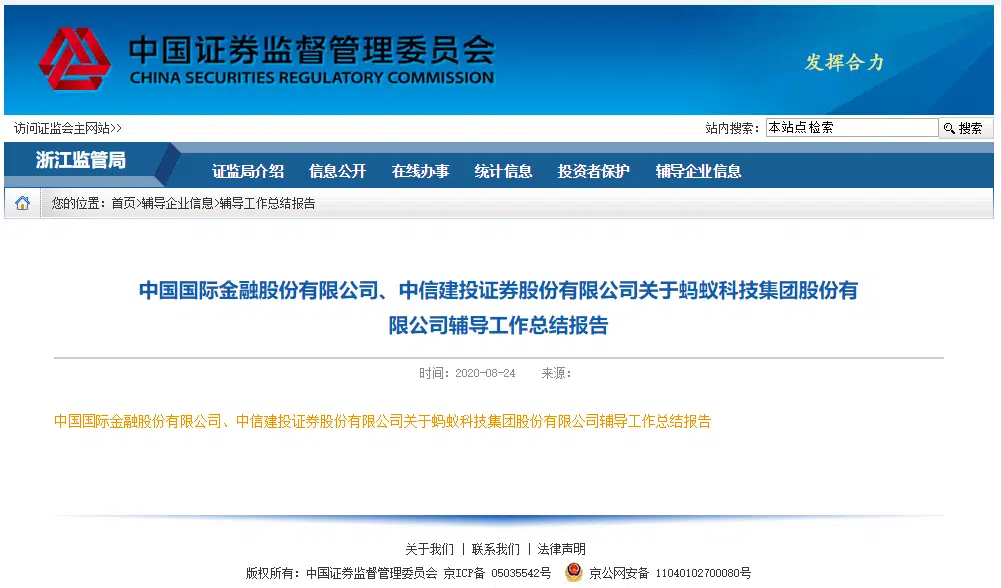 中国证券监督管理委员会
CHINA SECURITIES REGULATORY COMMISSION
发挥合力
访问证监会主网站>>
站内搜索： 本站点检索 搜索
浙江监管局
证监局介绍 信息公开 在线办事 统计信息 投资者保护 辅导企业信息
您的位置：首页>辅导企业信息>辅导工作总结报告
中国国际金融股份有限公司、中信建投证券股份有限公司关于蚂蚁科技集团股份有
限公司辅导工作总结报告
时间：2020-08-24 来源：
中国国际金融股份有限公司、中信建投证券股份有限公司关于蚂蚁科技集团股份有限公司辅导工作总结报告
关于我们 | 联系我们 | 法律声明
版权所有：中国证券监督管理委员会 京ICP备 05035542号 京公网安备 11040102700080号